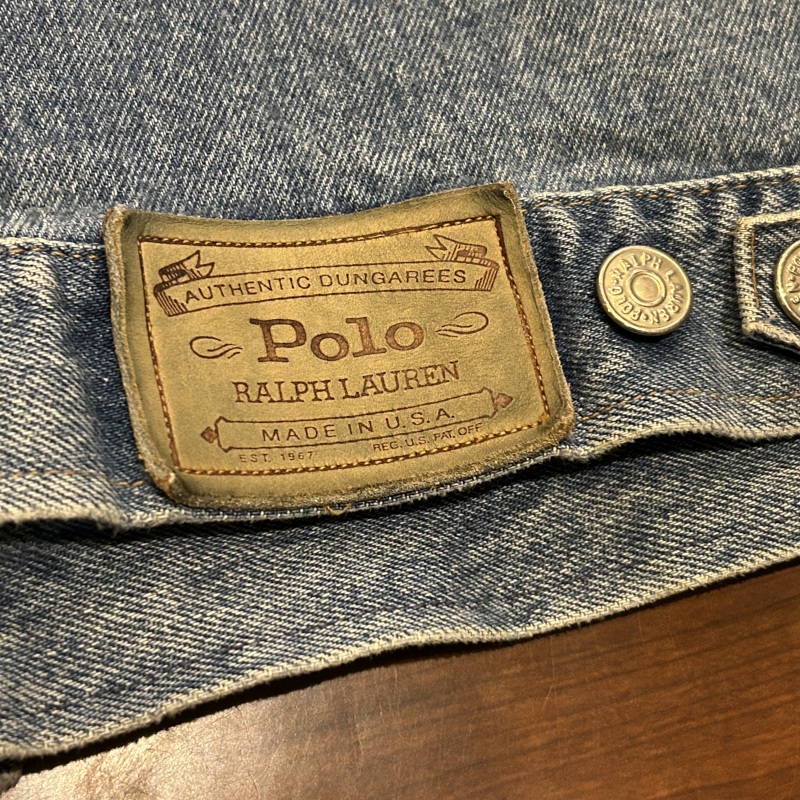 AUTHENTIC DUNGAREES
Polo
RALPH LAUREN
MADE IN U.S.A.
EST. 1967 REG. U.S. PAT. OFF
POLO•RALPH LAUREN•